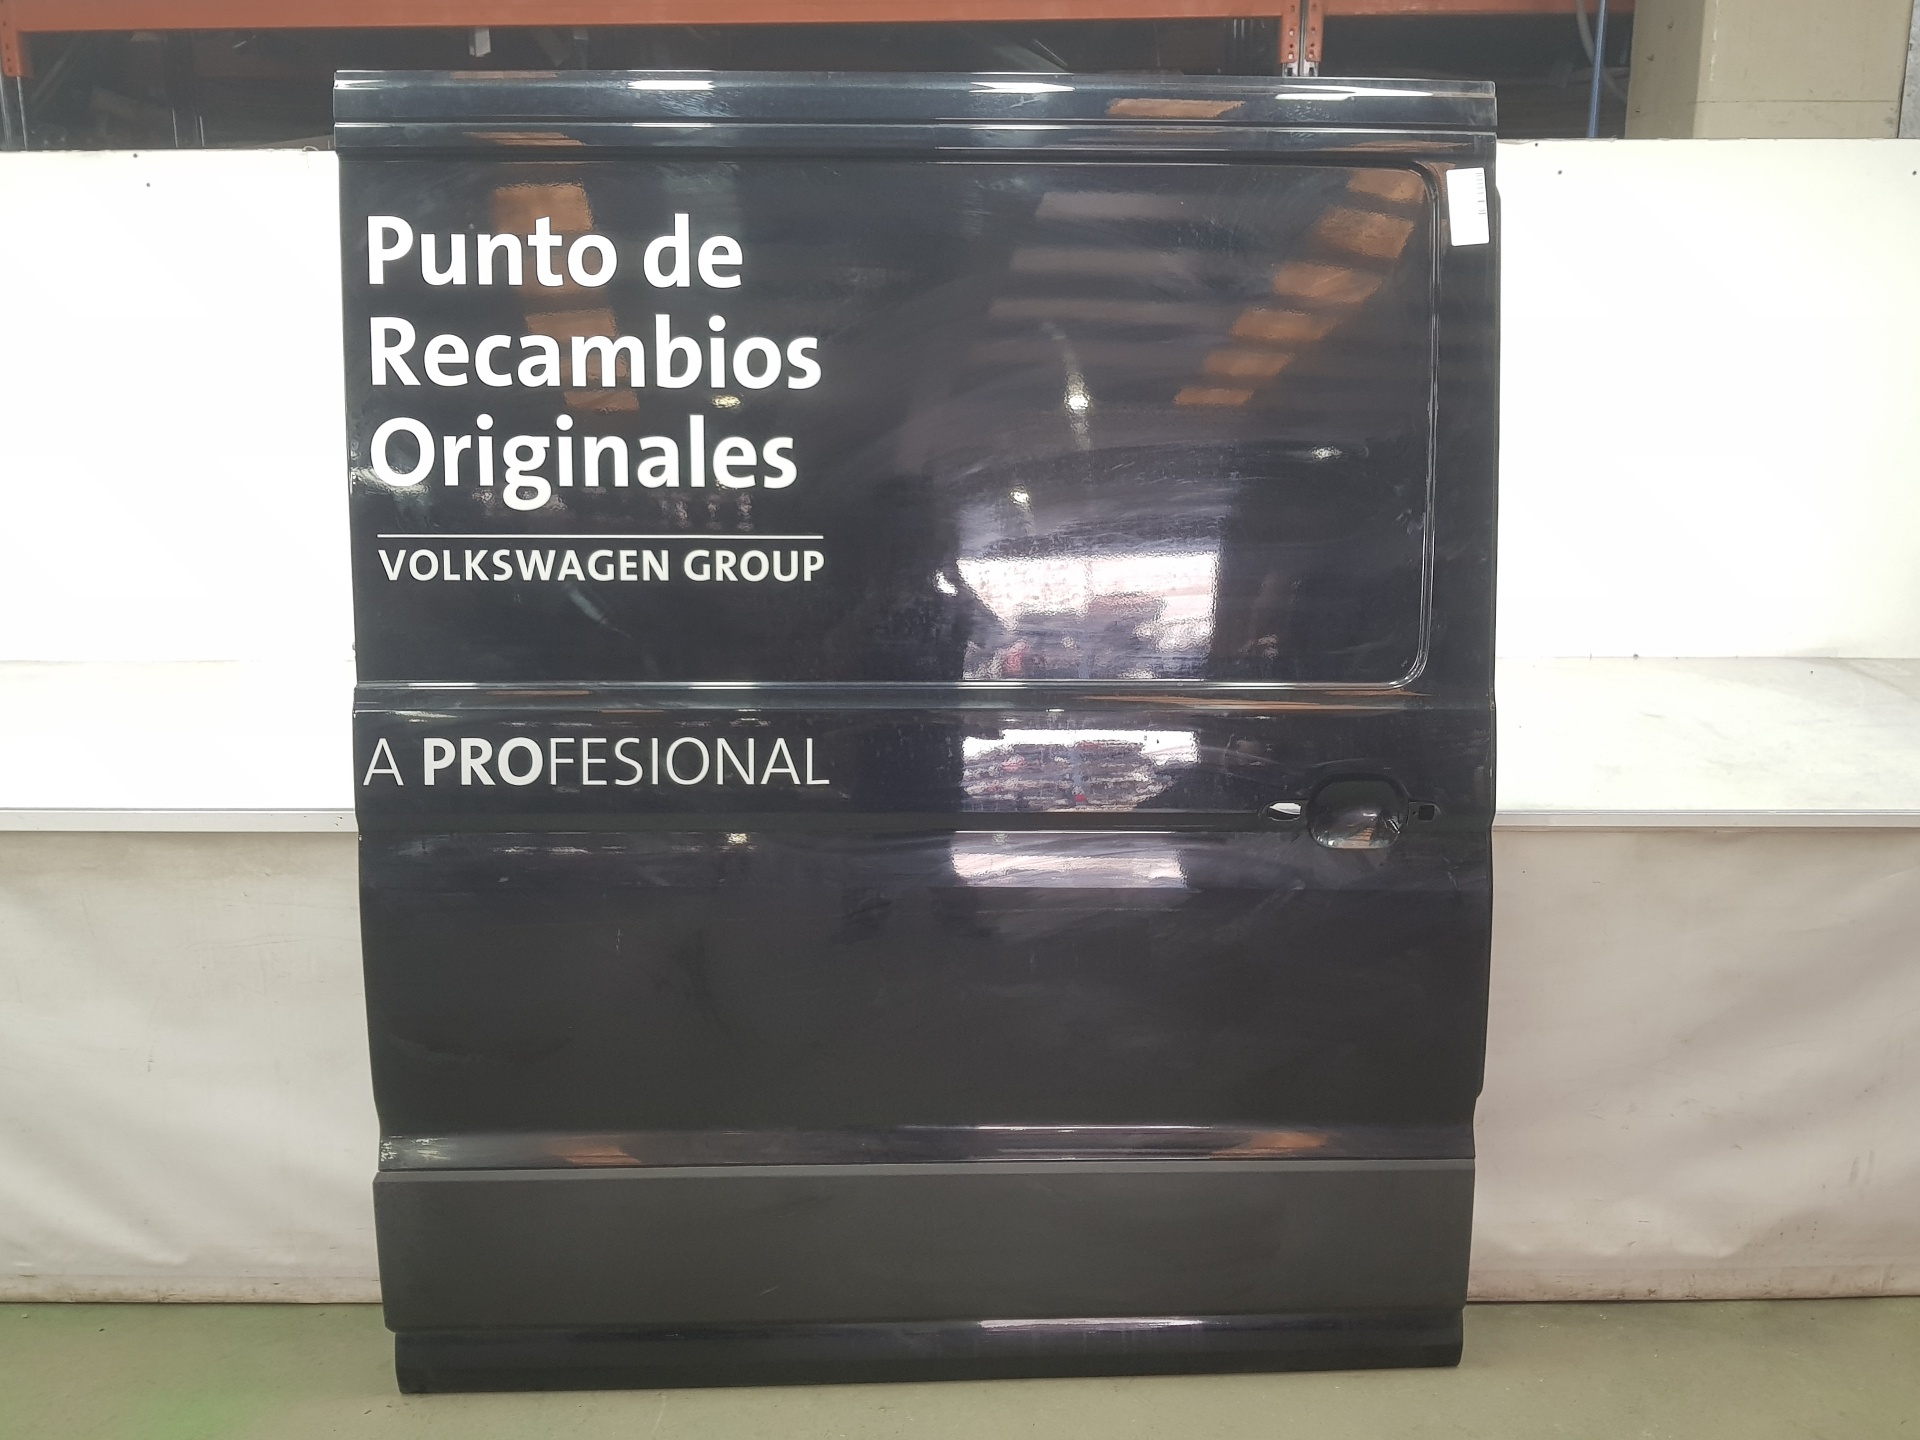 Punto de
Recambios
Originales
VOLKSWAGEN GROUP
A PROFESIONAL